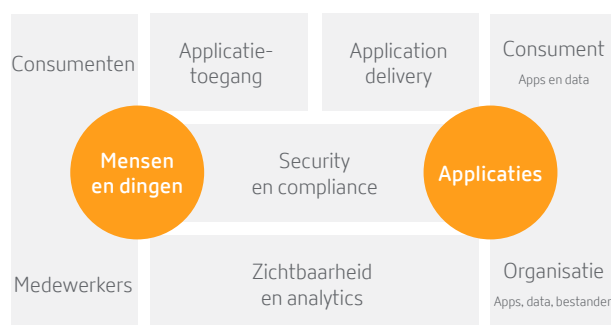 Consumenten
Applicatie-
toegang
Application
delivery
Consument
Apps en data
Mensen
en dingen
Security
en compliance
Applicaties
Medewerkers
Zichtbaarheid
en analytics
Organisatie
Apps, data, bestanden